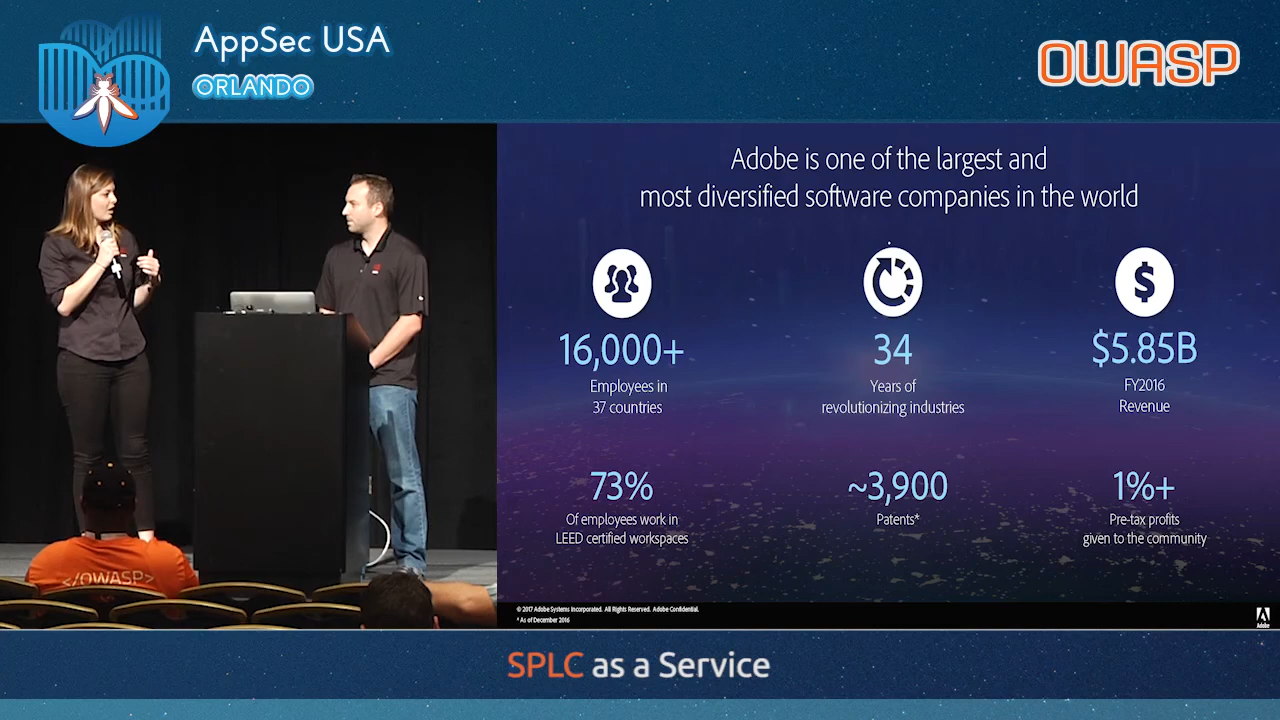 AppSec USA
ORLANDO
OWASP
Adobe is one of the largest and
most diversified software companies in the world
$
16,000+
Employees in
37 countries
34
Years of
revolutionizing industries
$5.85B
FY2016
Revenue
73%
Of employees work in
LEED certified workspaces
~3,900
Patents*
1%+
Pre-tax profits
given to the community
</OWASP>
© 2017 Adobe Systems Incorporated. All Rights Reserved. Adobe Confidential.
* As of December 2016
Adobe
SPLC as a Service